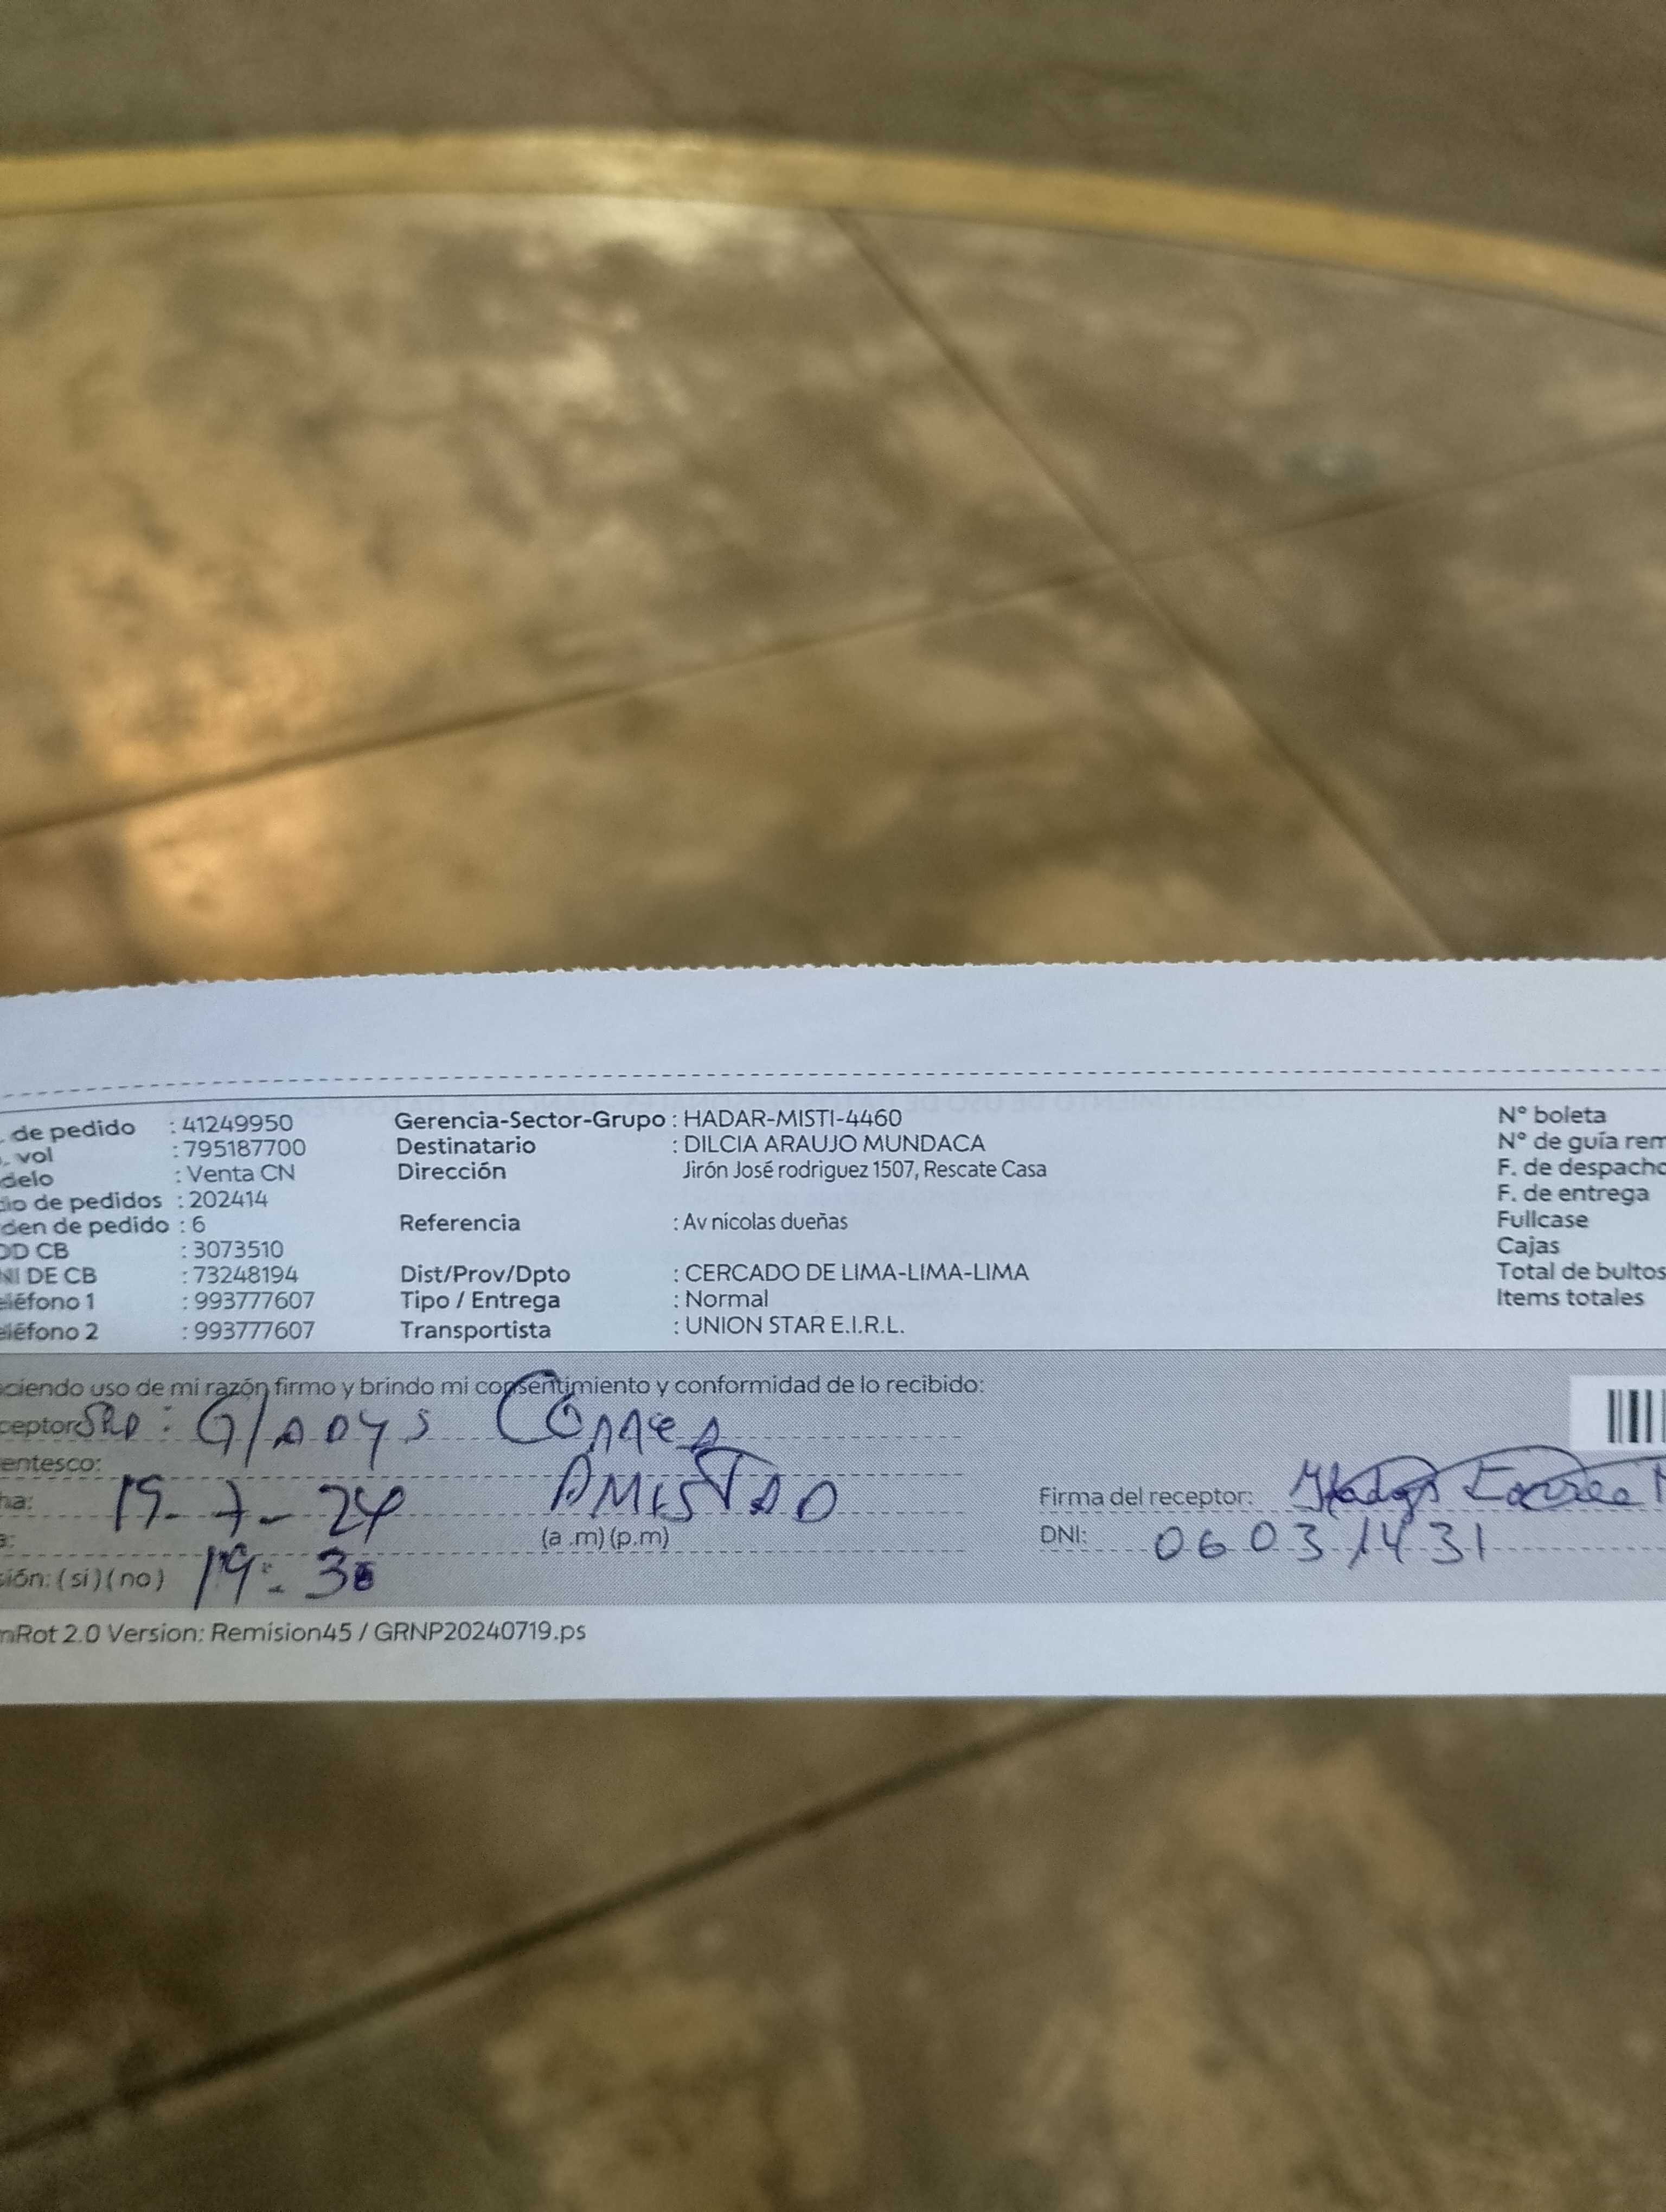 de pedido : 41249950 Gerencia-Sector-Grupo : HADAR-MISTI-4460 N° boleta
vol : 795187700 Destinatario : DILCIA ARAUJO MUNDACA N° de guía rem
delo : Venta CN Dirección Jirón José rodriguez 1507, Rescate Casa F. de despacho
io de pedidos : 202414 F. de entrega
den de pedido : 6 Referencia : Av nicolas dueñas Fullcase
OD CB : 3073510 Cajas
NI DE CB : 73248194 Dist/Prov/Dpto : CERCADO DE LIMA-LIMA-LIMA Total de bultos
eléfono 1 : 993777607 Tipo / Entrega : Normal Items totales
eléfono 2 : 993777607 Transportista : UNION STAR E.I.R.L.
aciendo uso de mi razón firmo y brindo mi consentimiento y conformidad de lo recibido:
ceptor: SRA : GLADYS CORREA
entesco: AMISTAD
ha: 19-7-24 Firma del receptor:
a: (a .m) (p.m) DNI: 06031431
sión: (si) (no) 19:30
mRot 2.0 Version: Remision45 / GRNP20240719.ps